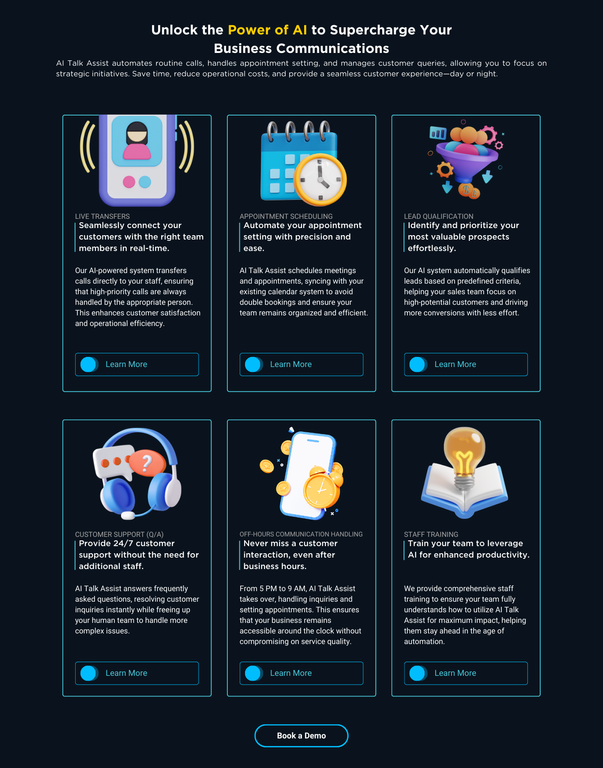 Unlock the Power of AI to Supercharge Your
Business Communications
AI Talk Assist automates routine calls, handles appointment setting, and manages customer queries, allowing you to focus on
strategic initiatives. Save time, reduce operational costs, and provide a seamless customer experience—day or night.
LIVE TRANSFERS
Seamlessly connect your
customers with the right team
members in real-time.
Our AI-powered system transfers
calls directly to your staff, ensuring
that high-priority calls are always
handled by the appropriate person.
This enhances customer satisfaction
and operational efficiency.
Learn More
APPOINTMENT SCHEDULING
Automate your appointment
setting with precision and
ease.
AI Talk Assist schedules meetings
and appointments, syncing with your
existing calendar system to avoid
double bookings and ensure your
team remains organized and efficient.
Learn More
LEAD QUALIFICATION
Identify and prioritize your
most valuable prospects
effortlessly.
Our AI system automatically qualifies
leads based on predefined criteria,
helping your sales team focus on
high-potential customers and driving
more conversions with less effort.
Learn More
?
CUSTOMER SUPPORT (Q/A)
Provide 24/7 customer
support without the need for
additional staff.
AI Talk Assist answers frequently
asked questions, resolving customer
inquiries instantly while freeing up
your human team to handle more
complex issues.
Learn More
OFF-HOURS COMMUNICATION HANDLING
Never miss a customer
interaction, even after
business hours.
From 5 PM to 9 AM, AI Talk Assist
takes over, handling inquiries and
setting appointments. This ensures
that your business remains
accessible around the clock without
compromising on service quality.
Learn More
STAFF TRAINING
Train your team to leverage
AI for enhanced productivity.
We provide comprehensive staff
training to ensure your team fully
understands how to utilize AI Talk
Assist for maximum impact, helping
them stay ahead in the age of
automation.
Learn More
Book a Demo